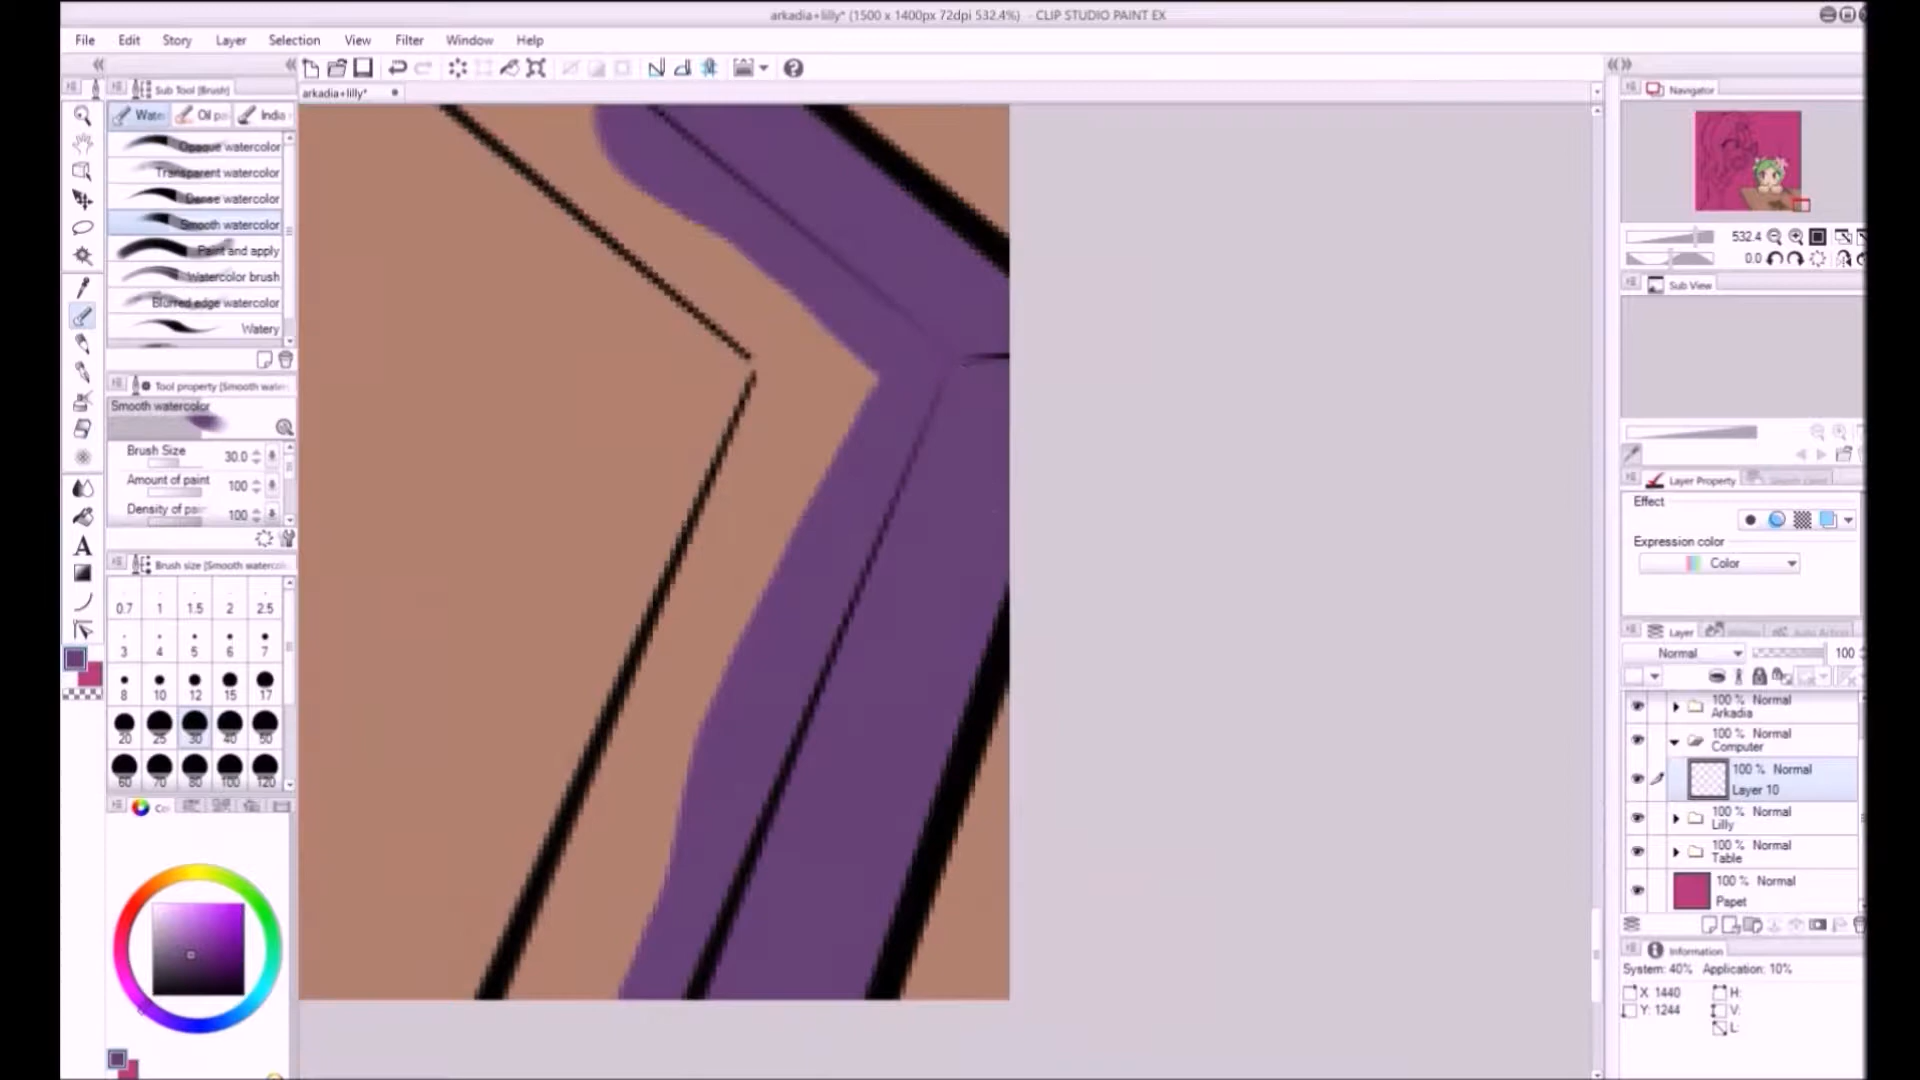 arkadia+lilly* (1500 x 1400px 72dpi 532.4%) - CLIP STUDIO PAINT EX
File Edit Story Layer Selection View Filter Window Help
Sub Tool [Brush]
arkadia+lilly*
Navigator
Wate Oil pa India
Opaque watercolor
Transparent watercolor
Dense watercolor
Smooth watercolor
Paint and apply
Watercolor brush
Blurred edge watercolor
Watery
532.4
0.0
Sub View
Tool property [Smooth water
Smooth watercolor
Brush Size 30.0
Amount of paint 100
Density of pai 100
Brush size [Smooth waterco
0.7 1 1.5 2 2.5
3 4 5 6 7
8 10 12 15 17
20 25 30 40 50
60 70 80 100 120
Co
Layer Property
Effect
Expression color
Color
Layer
Normal 100
100 % Normal
Arkadia
100 % Normal
Computer
100 % Normal
Layer 10
100 % Normal
Lilly
100 % Normal
Table
100 % Normal
Papet
Information
System: 40% Application: 10%
X 1440 H:
Y: 1244 V:
L: